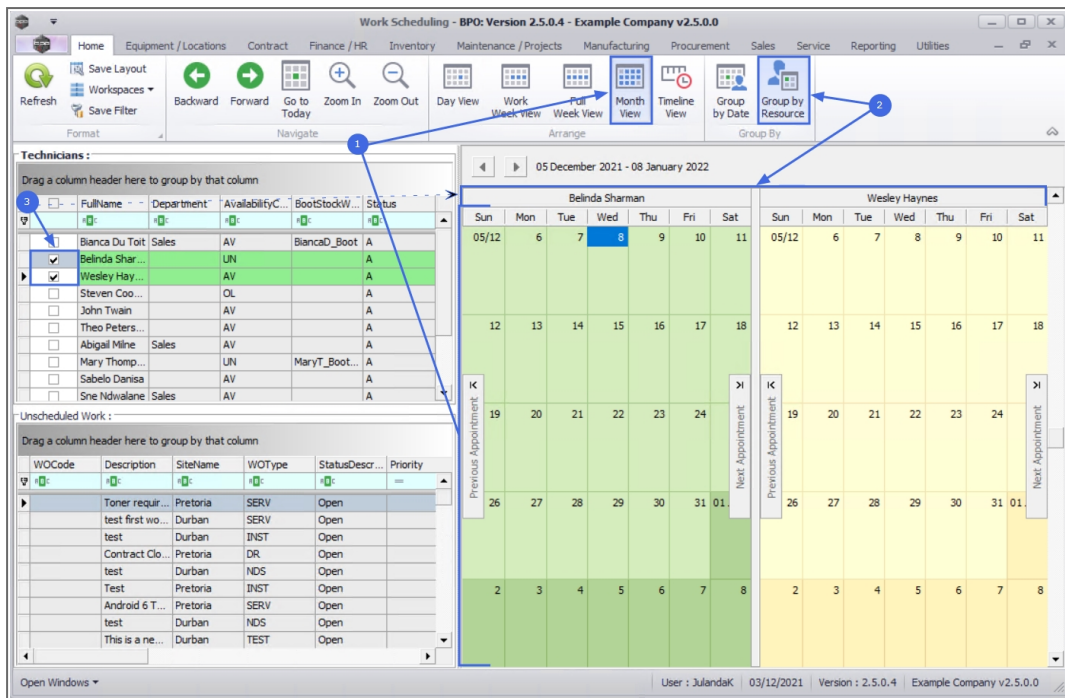 Work Scheduling - BPO: Version 2.5.0.4 - Example Company v2.5.0.0
Home Equipment / Locations Contract Finance / HR Inventory Maintenance / Projects Manufacturing Procurement Sales Service Reporting Utilities
Refresh
Save Layout
Workspaces
Save Filter
Format
Backward
Forward
Go to
Today
Zoom In
Zoom Out
Navigate
Day View
Work
Week View
Full
Week View
Month
View
Timeline
View
Arrange
Group
by Date
Group by
Resource
Group By
1
2
3
Technicians :
Drag a column header here to group by that column
FullName Department AvailabilityC... BootStockW... Status
Bianca Du Toit Sales AV BiancaD_Boot A
Belinda Shar... UN A
Wesley Hay... AV A
Steven Coo... OL A
John Twain AV A
Theo Peters... AV A
Abigail Milne Sales AV A
Mary Thomp... UN MaryT_Boot... A
Sabelo Danisa AV A
Sne Ndwalane Sales AV A
Unscheduled Work :
Drag a column header here to group by that column
WOCode Description SiteName WOType StatusDescr... Priority
Toner requir... Pretoria SERV Open
test first wo... Durban SERV Open
test Durban INST Open
Contract Clo... Pretoria DR Open
test Durban NDS Open
Test Pretoria INST Open
Android 6 T... Pretoria SERV Open
test Durban NDS Open
This is a ne... Durban TEST Open
05 December 2021 - 08 January 2022
Belinda Sharman Wesley Haynes
Sun Mon Tue Wed Thu Fri Sat Sun Mon Tue Wed Thu Fri Sat
05/12 6 7 8 9 10 11 05/12 6 7 8 9 10 11
12 13 14 15 16 17 18 12 13 14 15 16 17 18
19 20 21 22 23 24 19 20 21 22 23 24
26 27 28 29 30 31 01. 26 27 28 29 30 31 01.
2 3 4 5 6 7 8 2 3 4 5 6 7 8
Previous Appointment
Next Appointment
Previous Appointment
Next Appointment
Open Windows
User : JulandaK 03/12/2021 Version : 2.5.0.4 Example Company v2.5.0.0